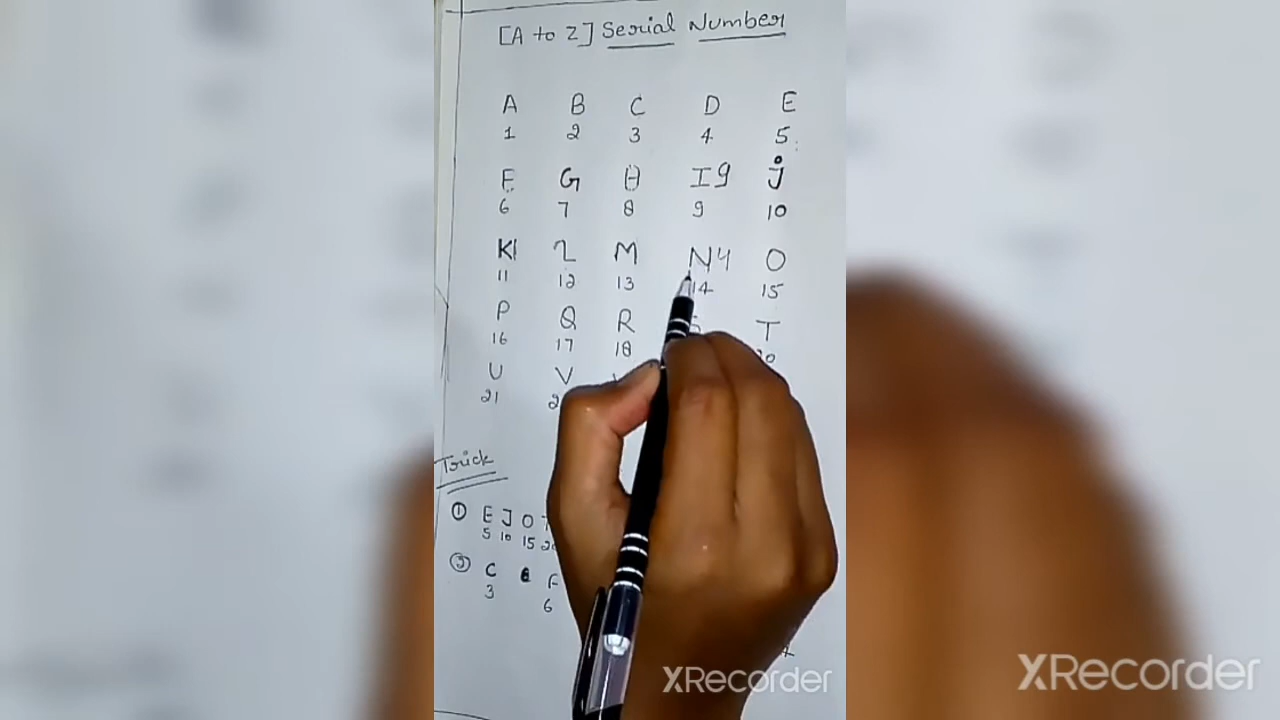 [A to Z] Serial Number
A B C D E
1 2 3 4 5
F G H I9 J
6 7 8 9 10
K L M N4 O
11 12 13 14 15
P Q R T
16 17 18
U V
21
Trick
① E J O
5 10 15
② C F
3 6
XRecorder
XRecorder